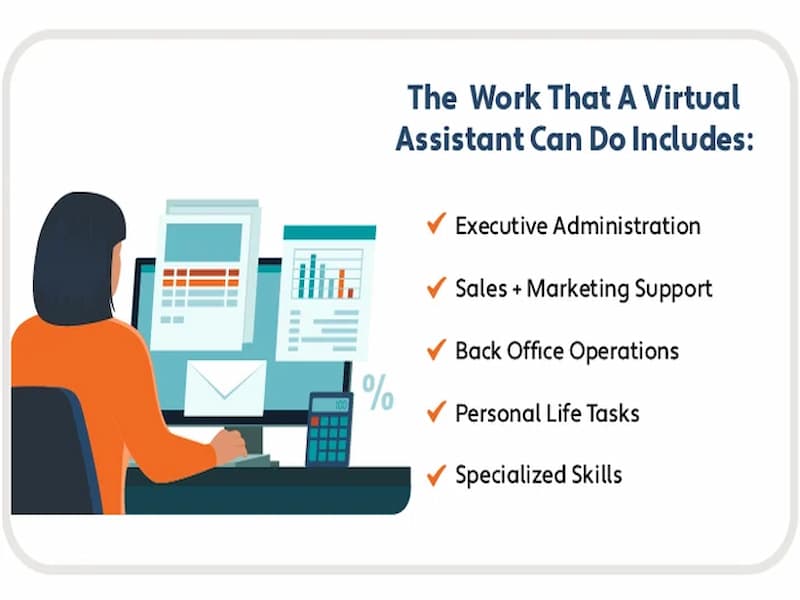 The Work That A Virtual
Assistant Can Do Includes:
Executive Administration
Sales + Marketing Support
Back Office Operations
Personal Life Tasks
Specialized Skills
%
100